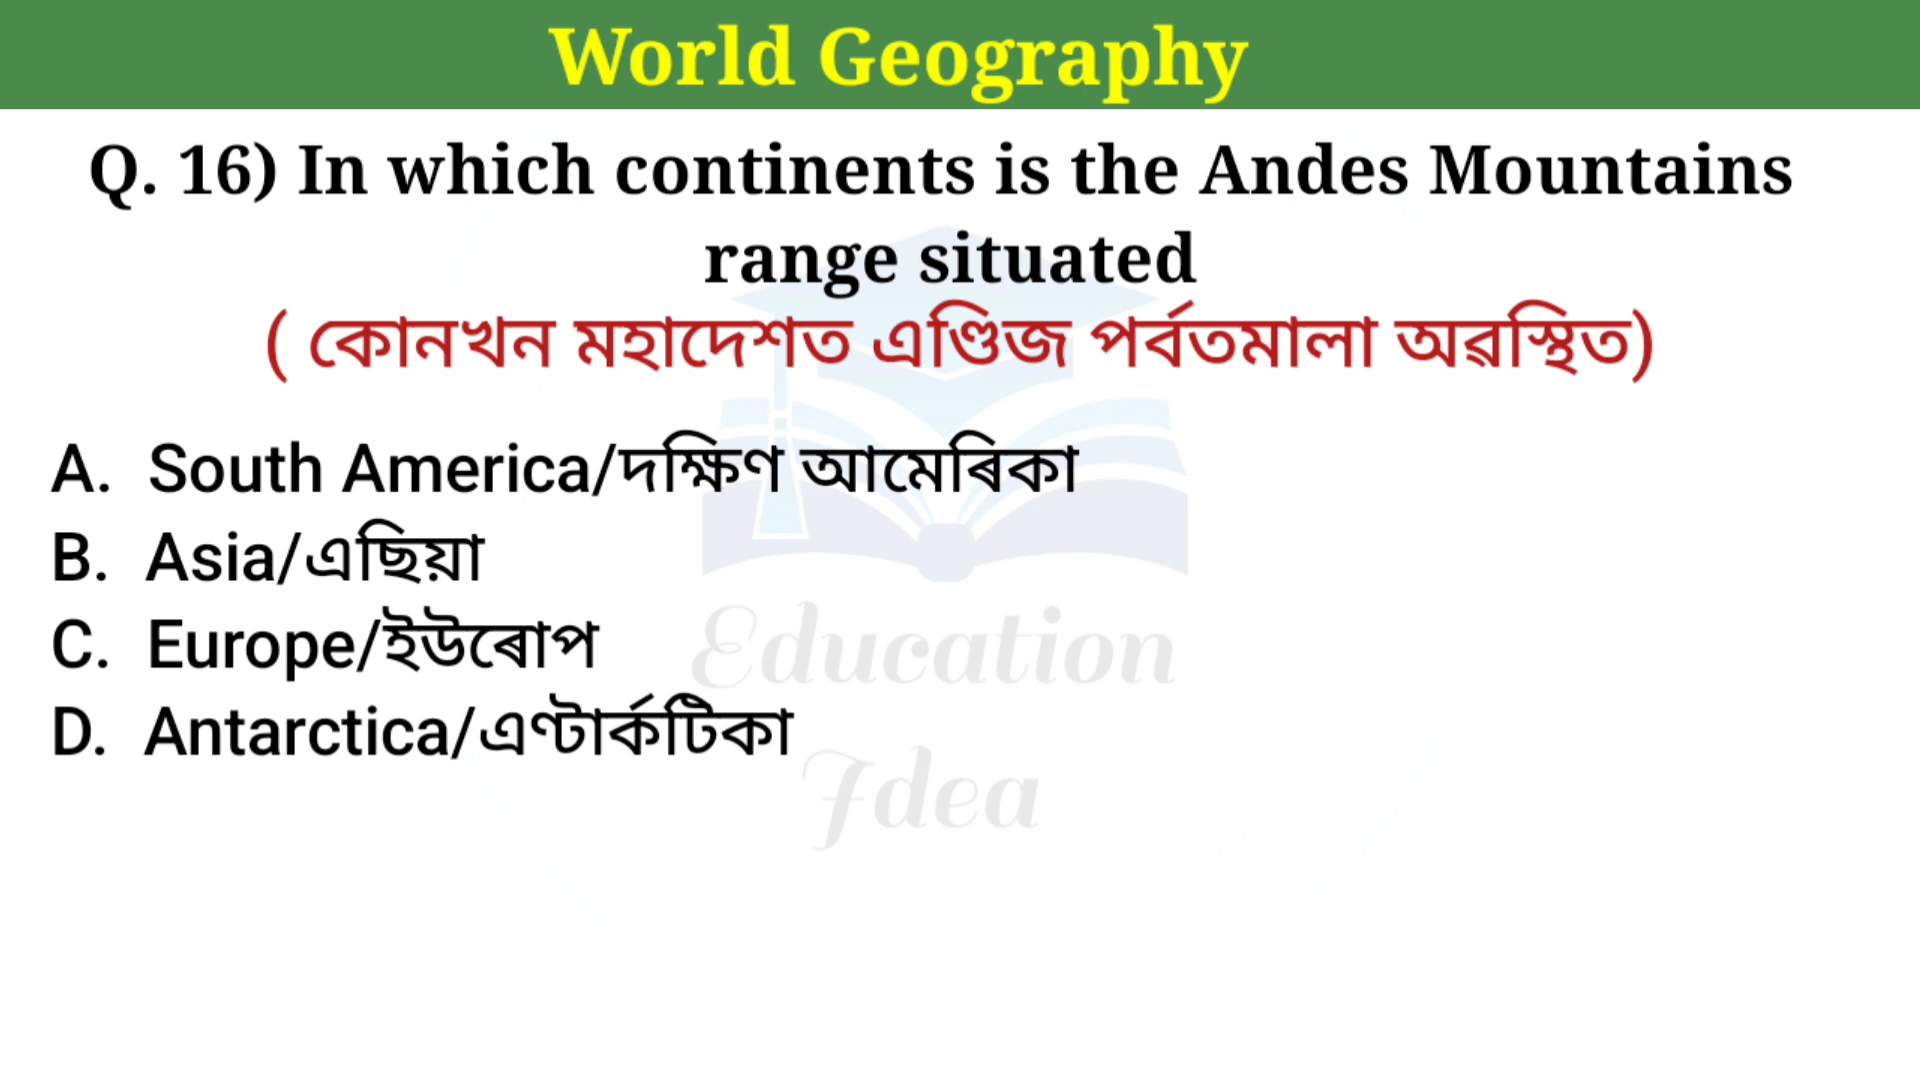 World Geography
Q. 16) In which continents is the Andes Mountains
range situated
( কোনখন মহাদেশত এণ্ডিজ পৰ্বতমালা অৱস্থিত)
A. South America/দক্ষিণ আমেৰিকা
B. Asia/এছিয়া
C. Europe/ইউৰোপ
D. Antarctica/এণ্টাৰ্কটিকা
Education
Idea